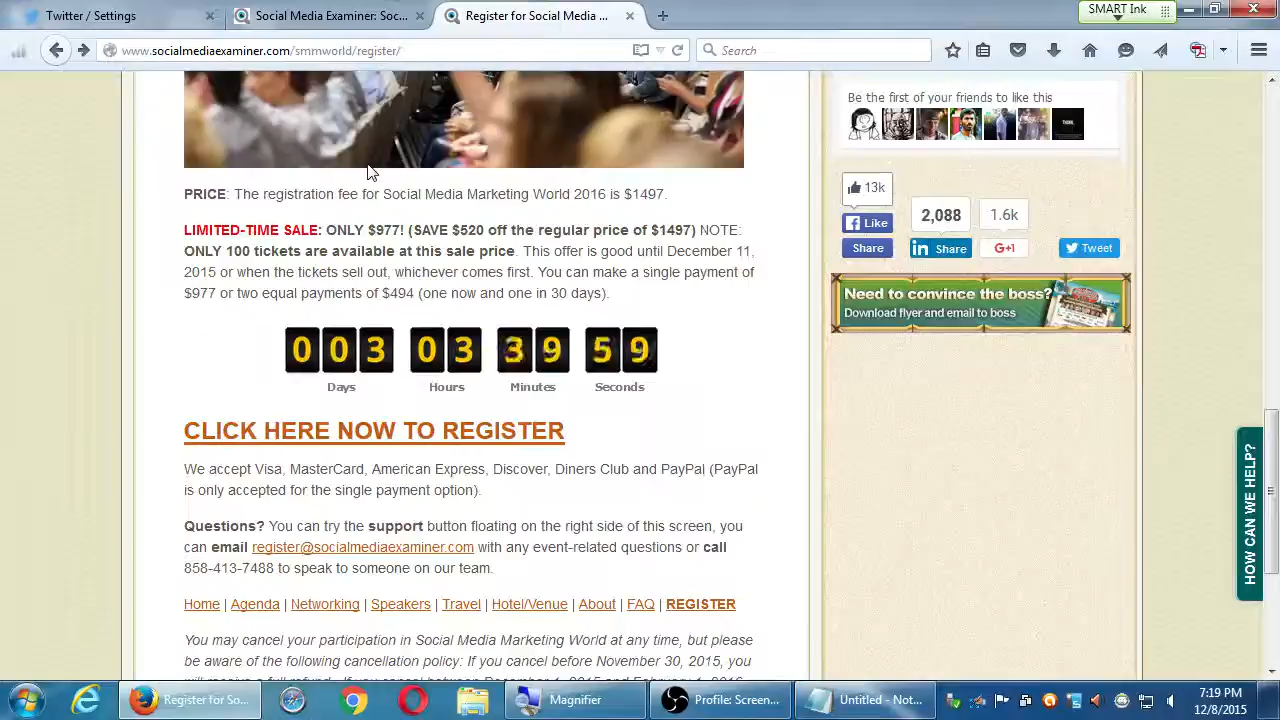 Twitter / Settings
Social Media Examiner: Soc...
Register for Social Media ...
SMART Ink
www.socialmediaexaminer.com/smmworld/register/
Search
Be the first of your friends to like this
PRICE: The registration fee for Social Media Marketing World 2016 is $1497.
LIMITED-TIME SALE: ONLY $977! (SAVE $520 off the regular price of $1497) NOTE:
ONLY 100 tickets are available at this sale price. This offer is good until December 11,
2015 or when the tickets sell out, whichever comes first. You can make a single payment of
$977 or two equal payments of $494 (one now and one in 30 days).
003 03 39 59
Days Hours Minutes Seconds
CLICK HERE NOW TO REGISTER
We accept Visa, MasterCard, American Express, Discover, Diners Club and PayPal (PayPal
is only accepted for the single payment option).
Questions? You can try the support button floating on the right side of this screen, you
can email register@socialmediaexaminer.com with any event-related questions or call
858-413-7488 to speak to someone on our team.
Home | Agenda | Networking | Speakers | Travel | Hotel/Venue | About | FAQ | REGISTER
You may cancel your participation in Social Media Marketing World at any time, but please
be aware of the following cancellation policy: If you cancel before November 30, 2015, you
13k
2,088
1.6k
Like
Share
Share
G+1
Tweet
Need to convince the boss?
Download flyer and email to boss
HOW CAN WE HELP?
Register for So...
Magnifier
Profile: Screen...
Untitled - Not...
7:19 PM
12/8/2015